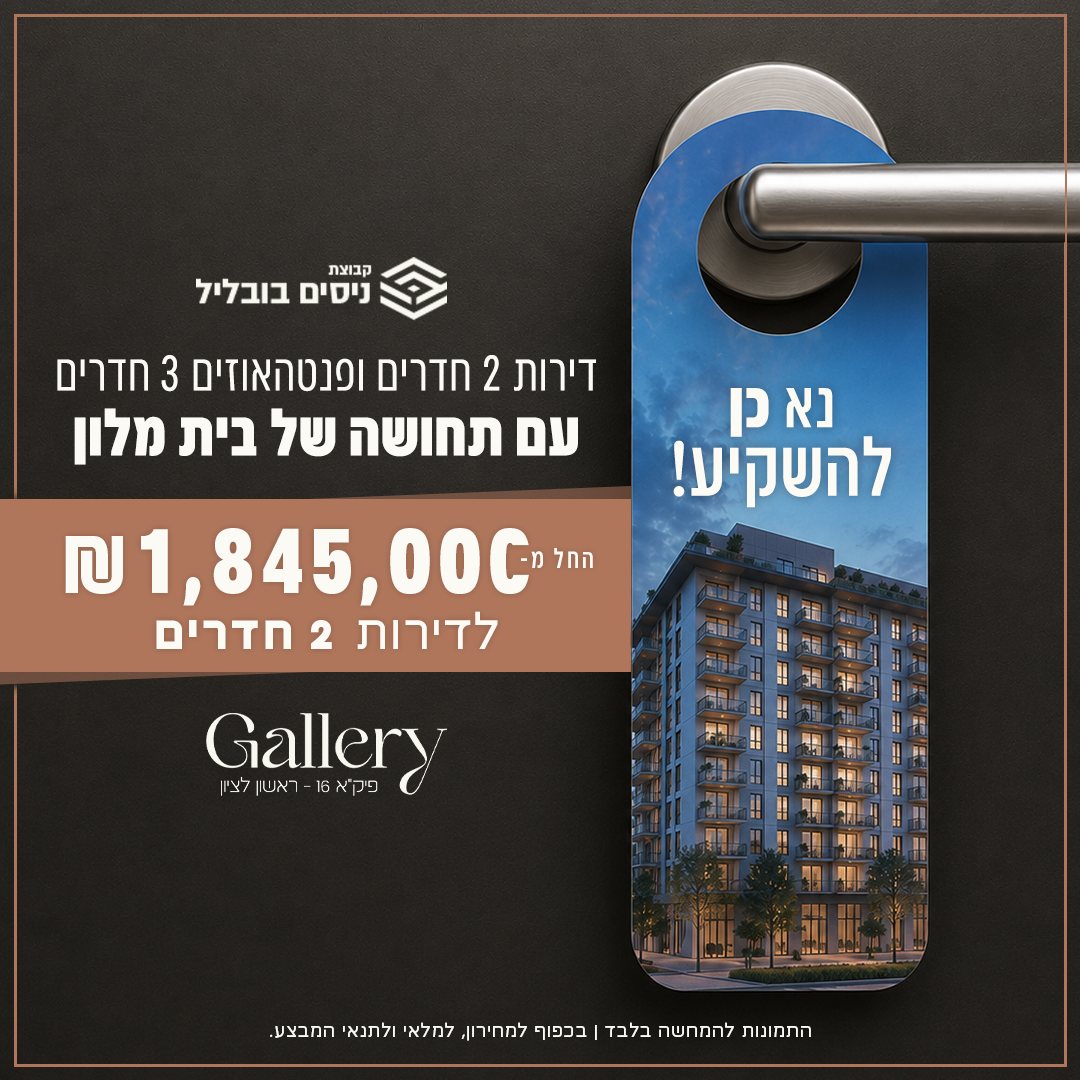 קבוצת
ניסים בובליל
דירות 2 חדרים ופנטהאוזים 3 חדרים
עם תחושה של בית מלון
החל מ-1,845,000₪
לדירות 2 חדרים
Gallery
פיק"א 16 - ראשון לציון
נא כן
להשקיע!
התמונות להמחשה בלבד | בכפוף למחירון, למלאי ולתנאי המבצע.